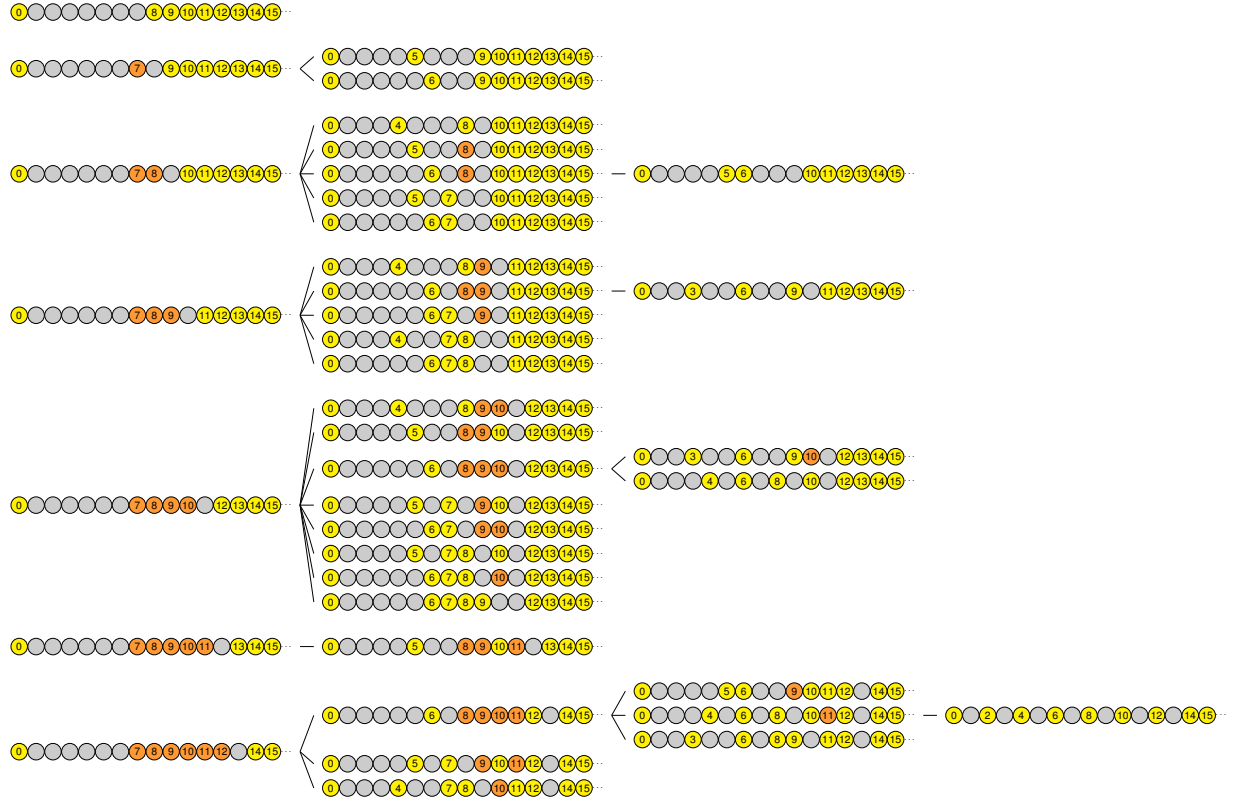 0 8 9 10 11 12 13 14 15
0 7 9 10 11 12 13 14 15
0 5 9 10 11 12 13 14 15
0 6 9 10 11 12 13 14 15
0 7 8 10 11 12 13 14 15
0 4 8 10 11 12 13 14 15
0 5 8 10 11 12 13 14 15
0 6 8 10 11 12 13 14 15
0 5 7 10 11 12 13 14 15
0 6 7 10 11 12 13 14 15
0 5 6 10 11 12 13 14 15
0 7 8 9 11 12 13 14 15
0 4 8 9 11 12 13 14 15
0 6 8 9 11 12 13 14 15
0 6 7 9 11 12 13 14 15
0 4 7 8 11 12 13 14 15
0 6 7 8 11 12 13 14 15
0 3 6 9 11 12 13 14 15
0 7 8 9 10 12 13 14 15
0 4 8 9 10 12 13 14 15
0 5 8 9 10 12 13 14 15
0 6 8 9 10 12 13 14 15
0 5 7 9 10 12 13 14 15
0 6 7 9 10 12 13 14 15
0 5 7 8 10 12 13 14 15
0 6 7 8 10 12 13 14 15
0 6 7 8 9 12 13 14 15
0 3 6 9 10 12 13 14 15
0 4 6 8 10 12 13 14 15
0 7 8 9 10 11 13 14 15
0 5 8 9 10 11 13 14 15
0 7 8 9 10 11 12 14 15
0 6 8 9 10 11 12 14 15
0 5 7 9 10 11 12 14 15
0 4 7 8 10 11 12 14 15
0 5 6 9 10 11 12 14 15
0 4 6 8 10 11 12 14 15
0 3 6 8 9 11 12 14 15
0 2 4 6 8 10 12 14 15